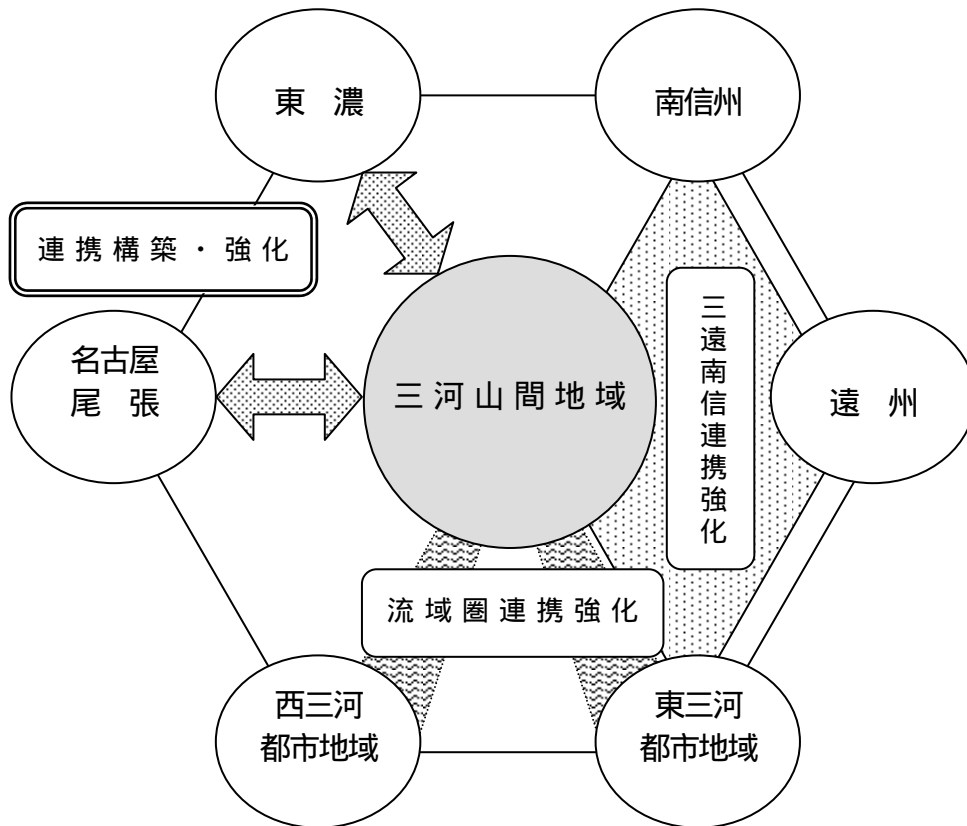 東　濃
南信州
連携構築・強化
三遠南信連携強化
名古屋
尾　張
三河山間地域
遠　州
流域圏連携強化
西三河
都市地域
東三河
都市地域